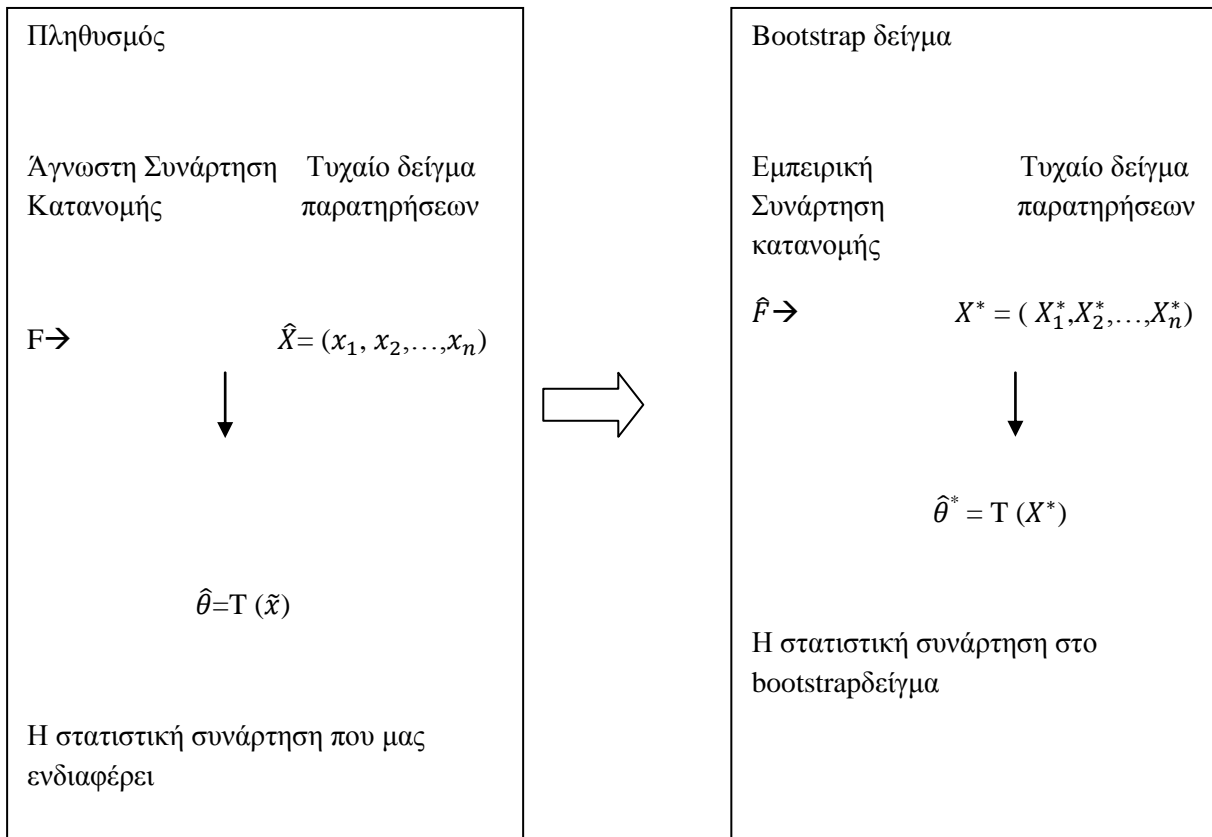 Πληθυσμός
Άγνωστη Συνάρτηση Τυχαίο δείγμα
Κατανομής παρατηρήσεων
F→ X̂= (x₁, x₂,…,xₙ)
θ̂=T (x̃)
Η στατιστική συνάρτηση που μας
ενδιαφέρει
Bootstrap δείγμα
Εμπειρική Τυχαίο δείγμα
Συνάρτηση παρατηρήσεων
κατανομής
F̂→ X* = ( X₁*,X₂*,…,Xₙ*)
θ̂* = T (X*)
Η στατιστική συνάρτηση στο
bootstrapδείγμα